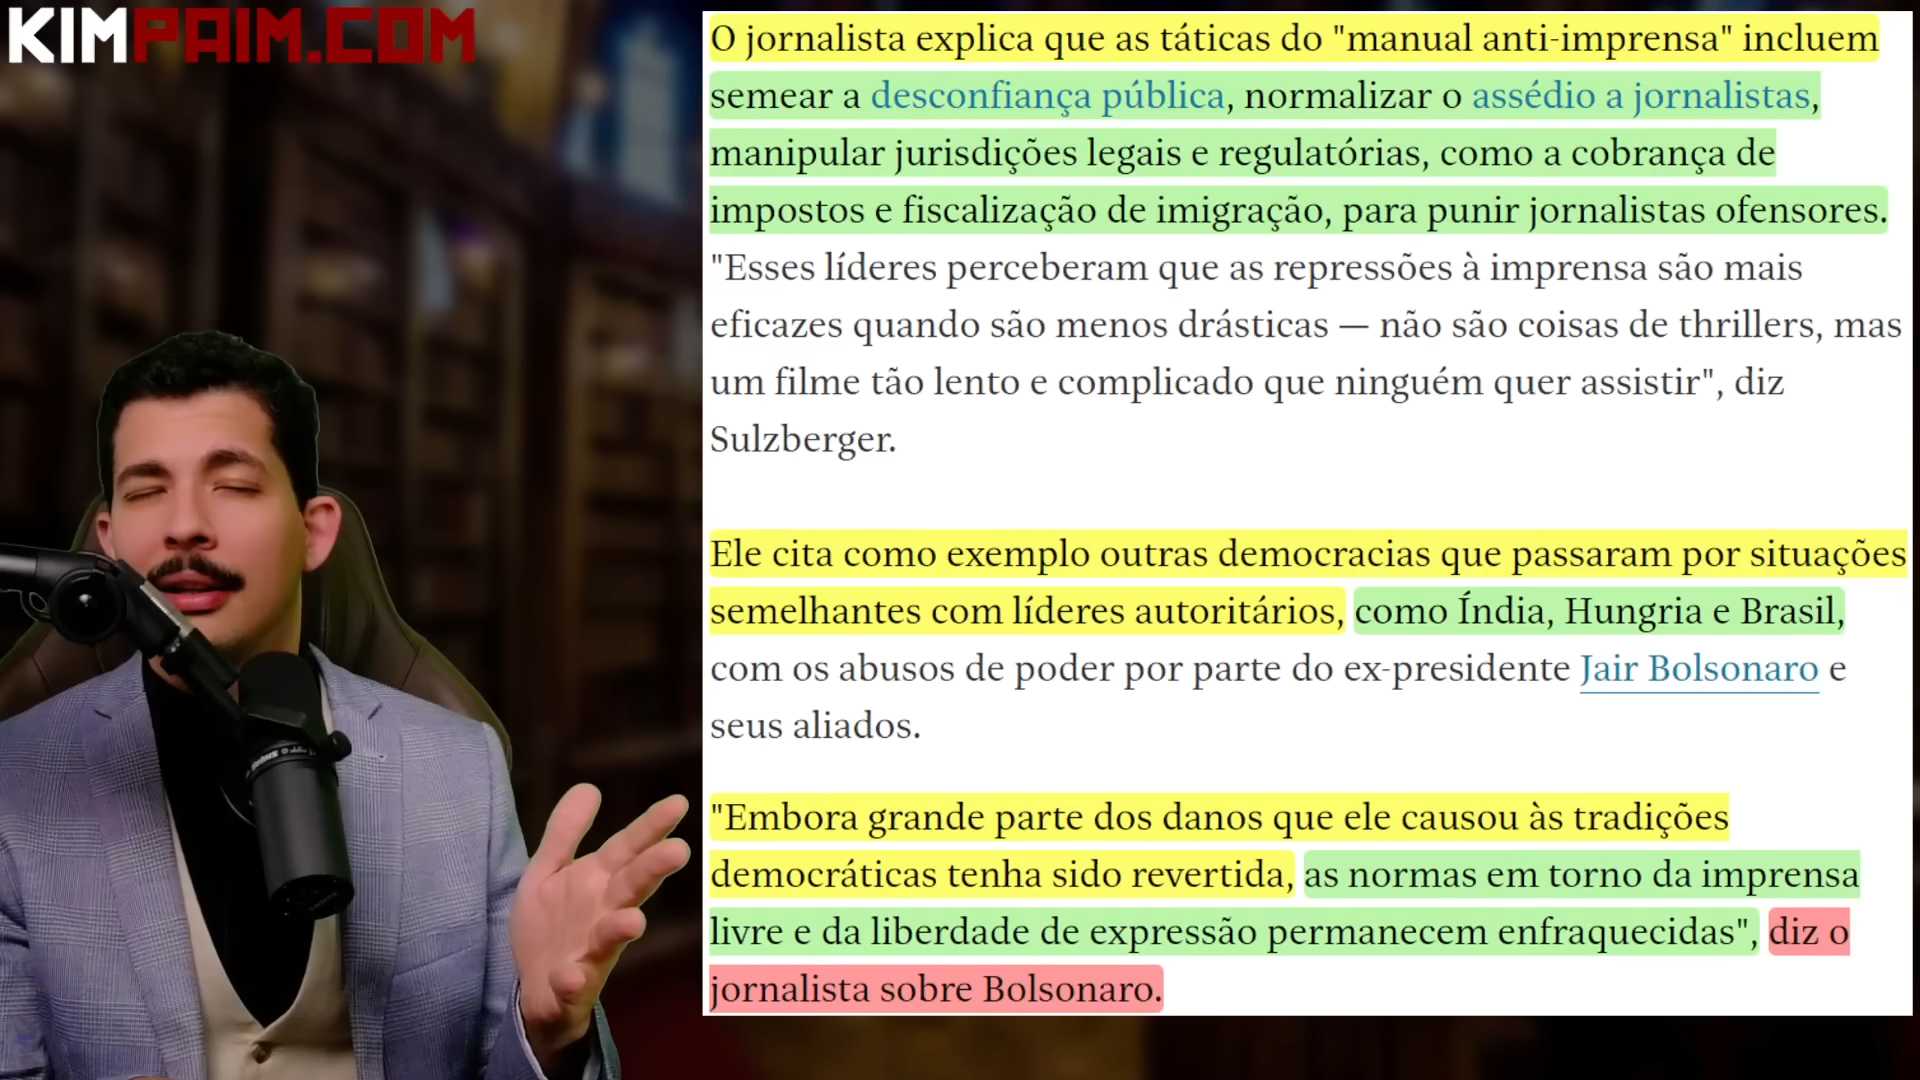 KIMPAIM.COM
O jornalista explica que as táticas do "manual anti-imprensa" incluem
semear a desconfiança pública, normalizar o assédio a jornalistas,
manipular jurisdições legais e regulatórias, como a cobrança de
impostos e fiscalização de imigração, para punir jornalistas ofensores.
"Esses líderes perceberam que as repressões à imprensa são mais
eficazes quando são menos drásticas — não são coisas de thrillers, mas
um filme tão lento e complicado que ninguém quer assistir", diz
Sulzberger.
Ele cita como exemplo outras democracias que passaram por situações
semelhantes com líderes autoritários, como Índia, Hungria e Brasil,
com os abusos de poder por parte do ex-presidente Jair Bolsonaro e
seus aliados.
"Embora grande parte dos danos que ele causou às tradições
democráticas tenha sido revertida, as normas em torno da imprensa
livre e da liberdade de expressão permanecem enfraquecidas", diz o
jornalista sobre Bolsonaro.